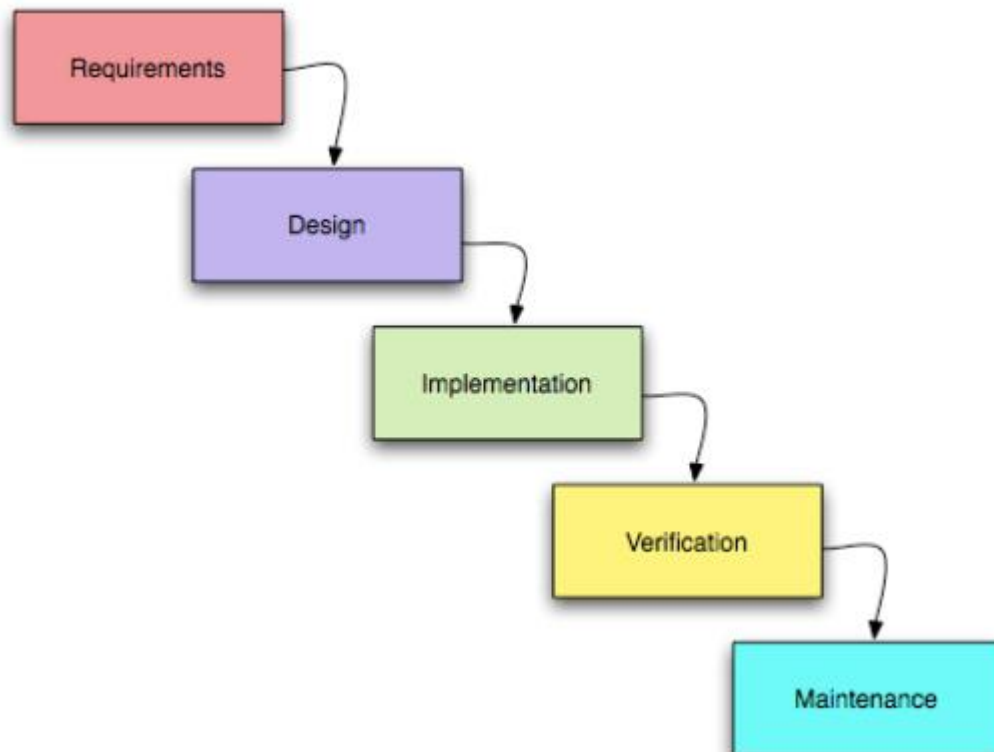 Requirements
Design
Implementation
Verification
Maintenance